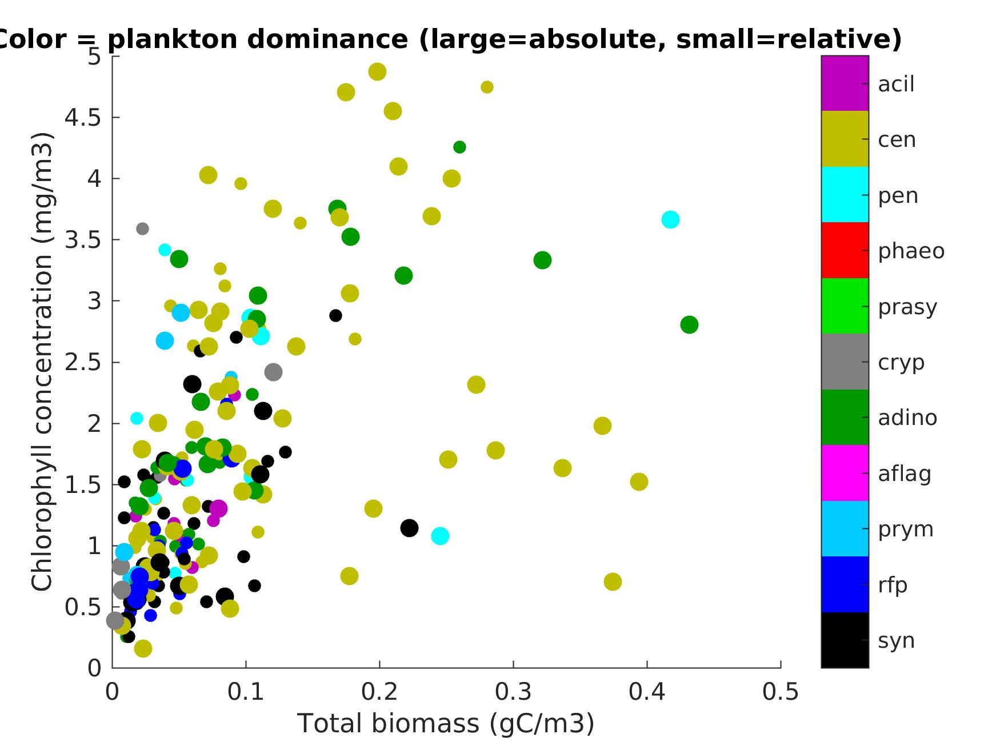 Color = plankton dominance (large=absolute, small=relative)
5
4.5
4
3.5
3
2.5
2
1.5
1
0.5
0
Chlorophyll concentration (mg/m3)
0
0.1
0.2
0.3
0.4
0.5
Total biomass (gC/m3)
acil
cen
pen
phaeo
prasy
cryp
adino
aflag
prym
rfp
syn